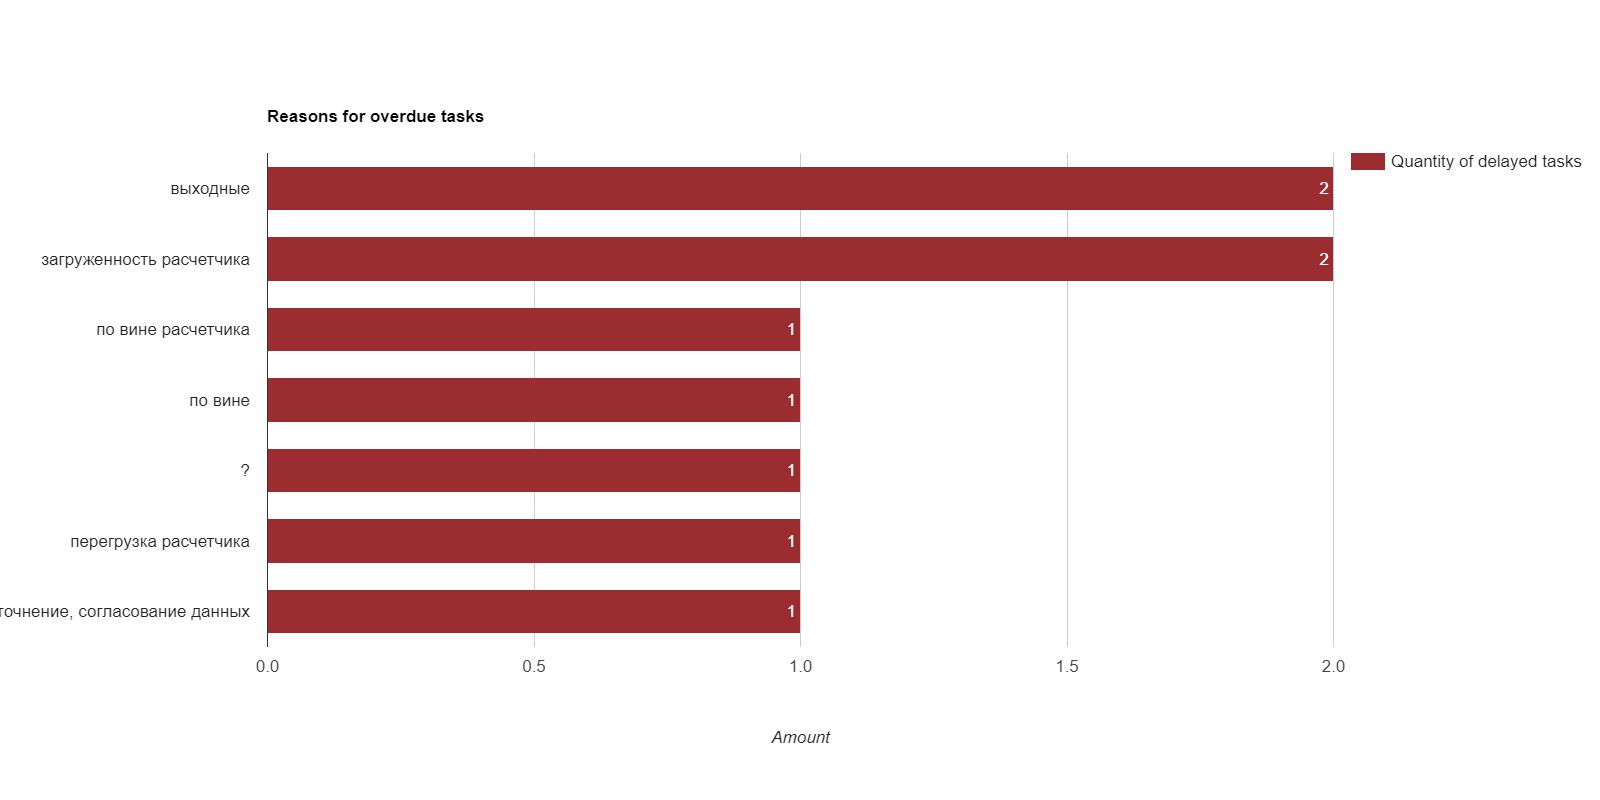 Reasons for overdue tasks
Quantity of delayed tasks
выходные
2
загруженность расчетчика
2
по вине расчетчика
1
по вине
1
?
1
перегрузка расчетчика
1
согласование данных
1
0.0 0.5 1.0 1.5 2.0
Amount